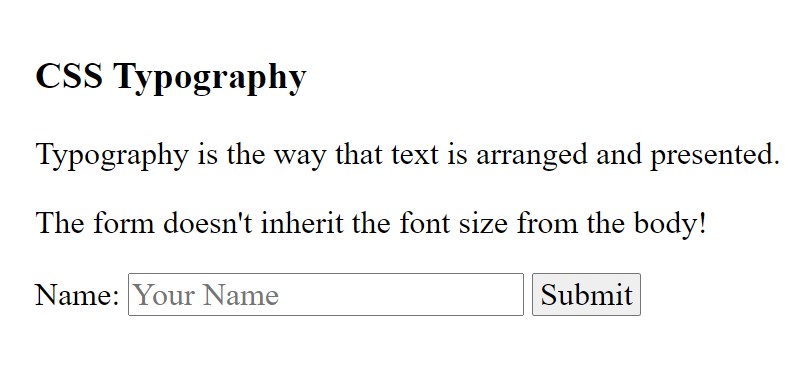 CSS Typography
Typography is the way that text is arranged and presented.
The form doesn't inherit the font size from the body!
Name: Your Name Submit